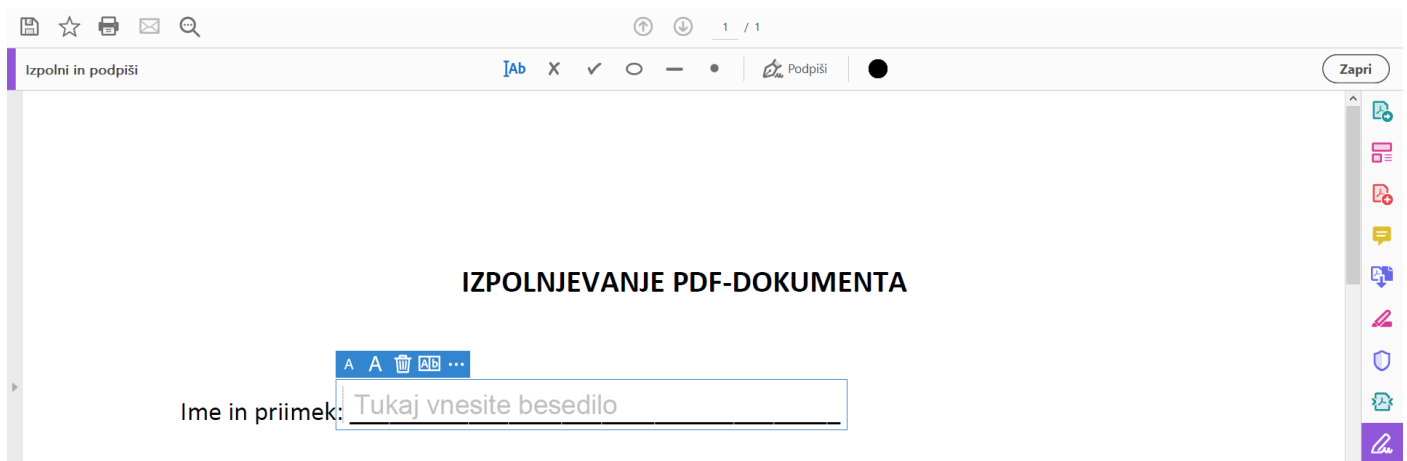 1 / 1
Izpolni in podpiši
Ab
Podpiši
Zapri
IZPOLNJEVANJE PDF-DOKUMENTA
A A Ab
Ime in priimek: Tukaj vnesite besedilo